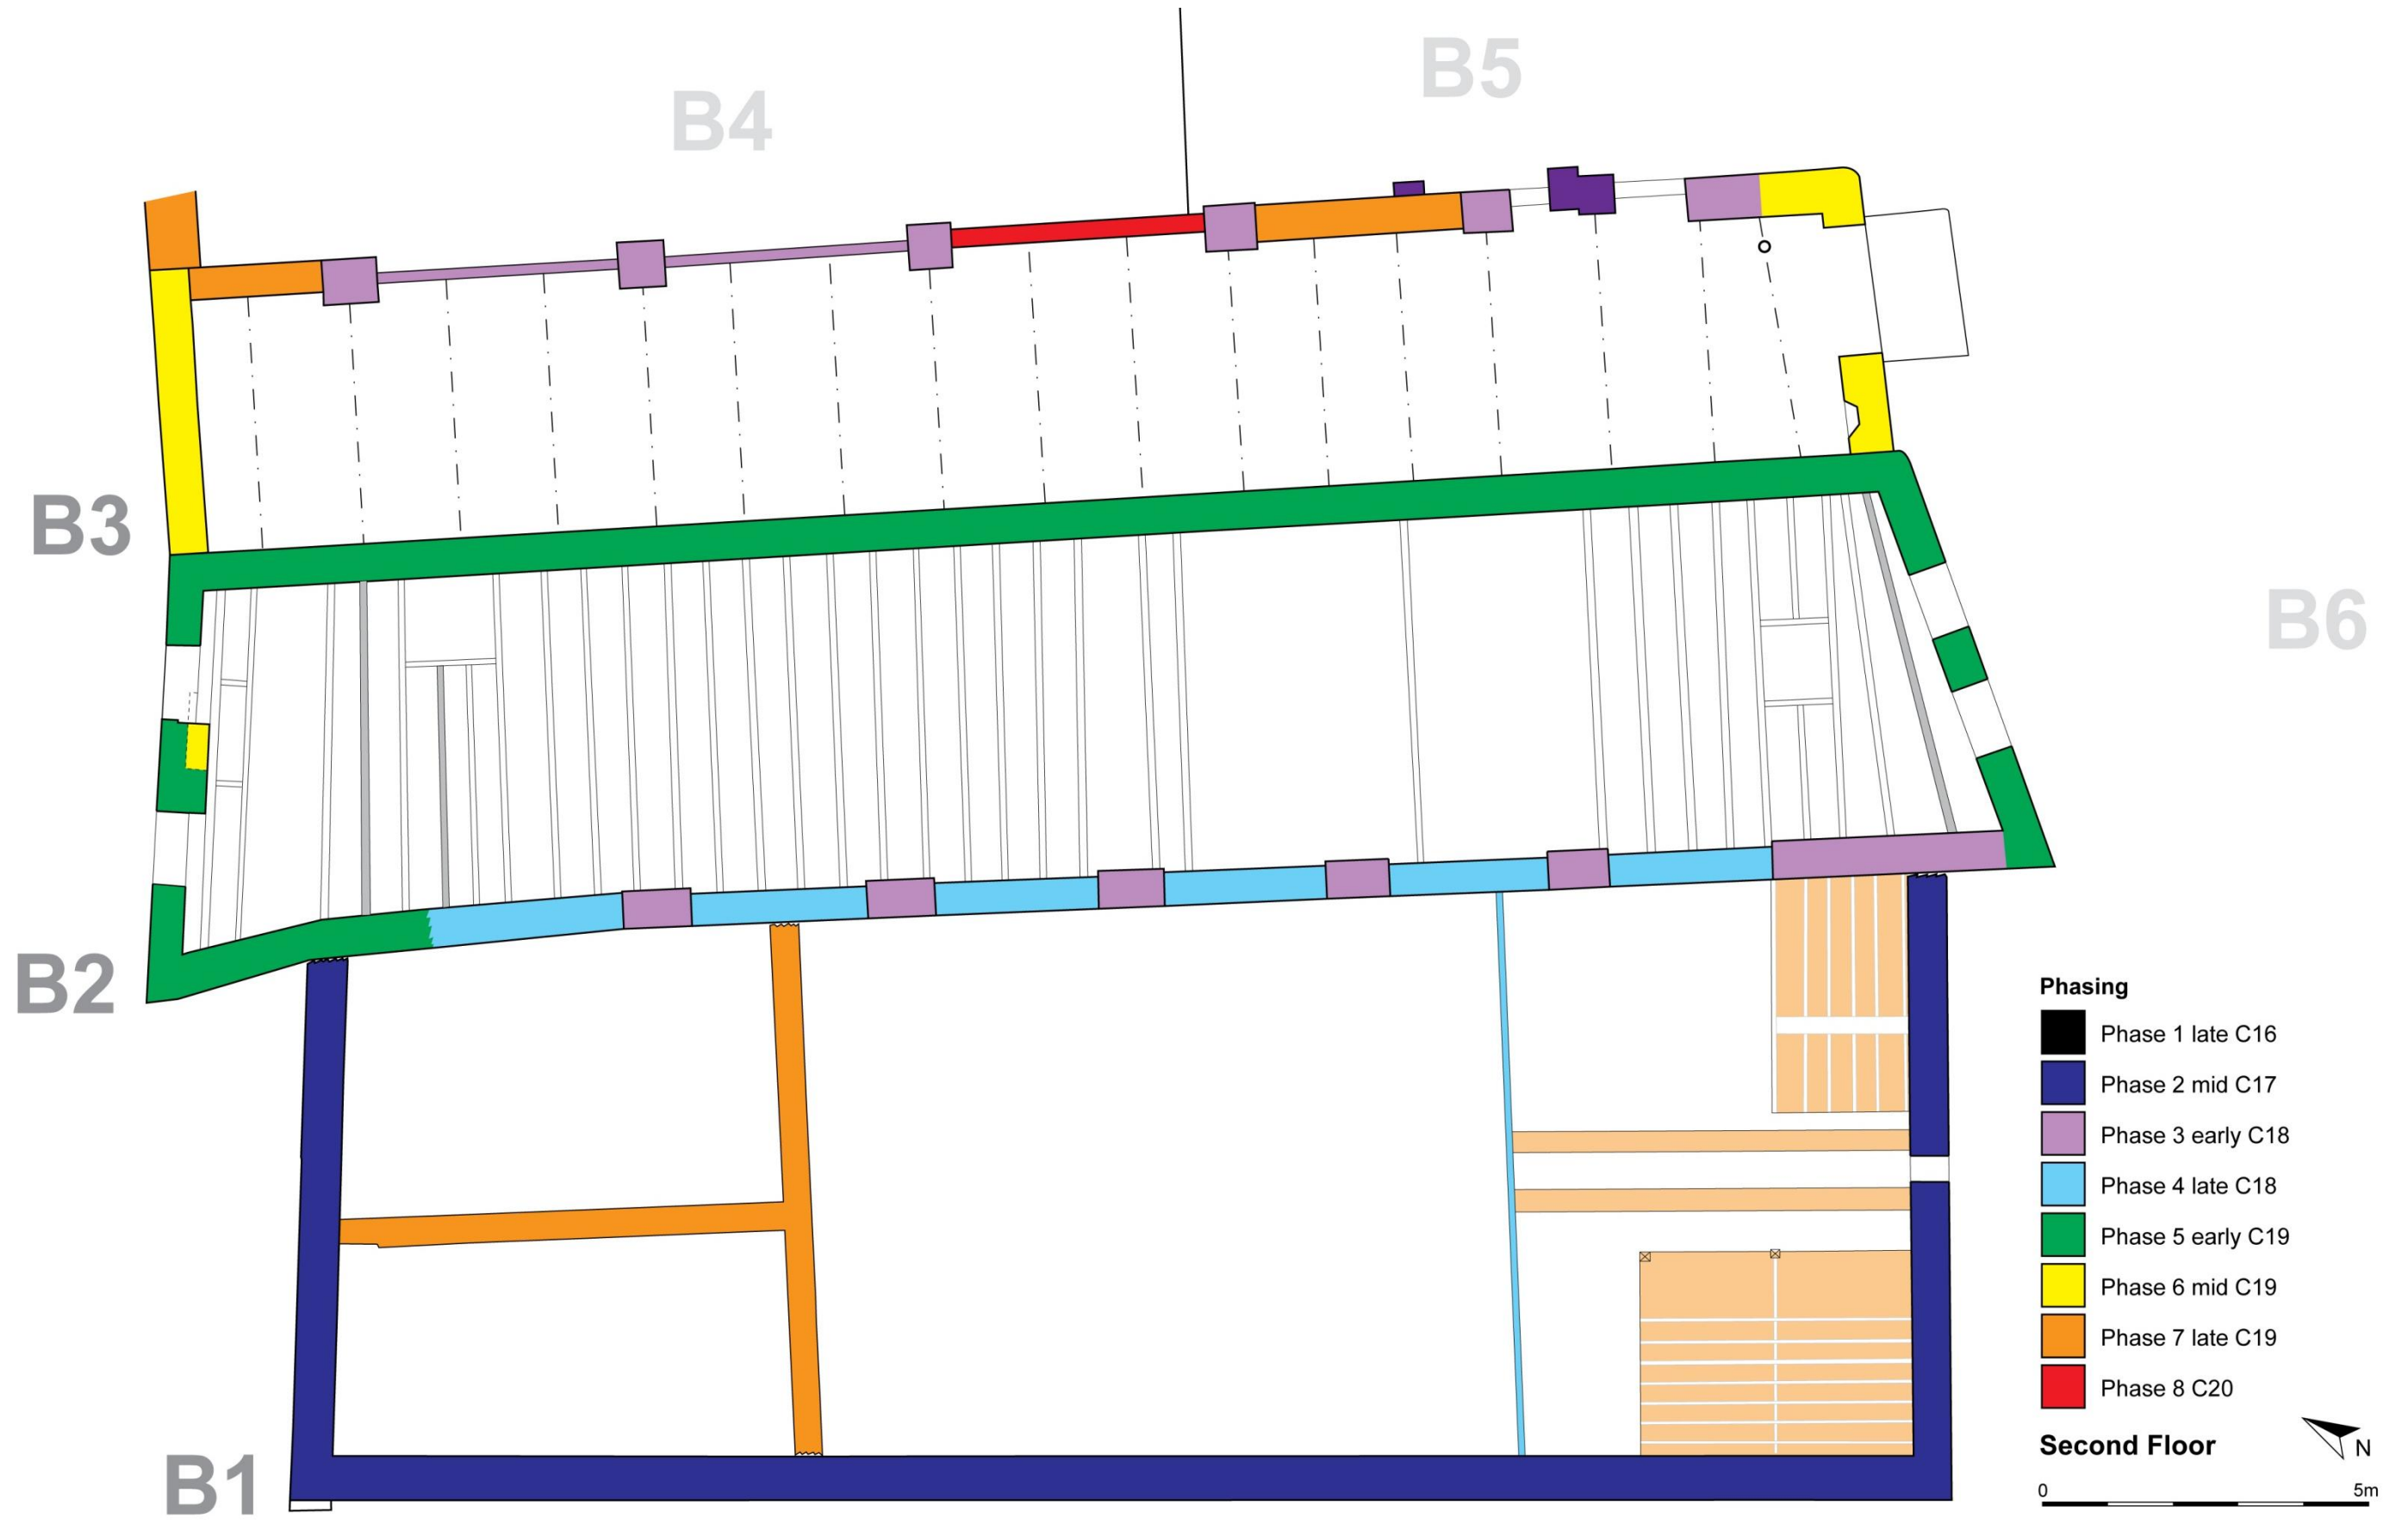 B5
B4
B3
B6
B2
B1
Phasing
Phase 1 late C16
Phase 2 mid C17
Phase 3 early C18
Phase 4 late C18
Phase 5 early C19
Phase 6 mid C19
Phase 7 late C19
Phase 8 C20
Second Floor
N
0 5m